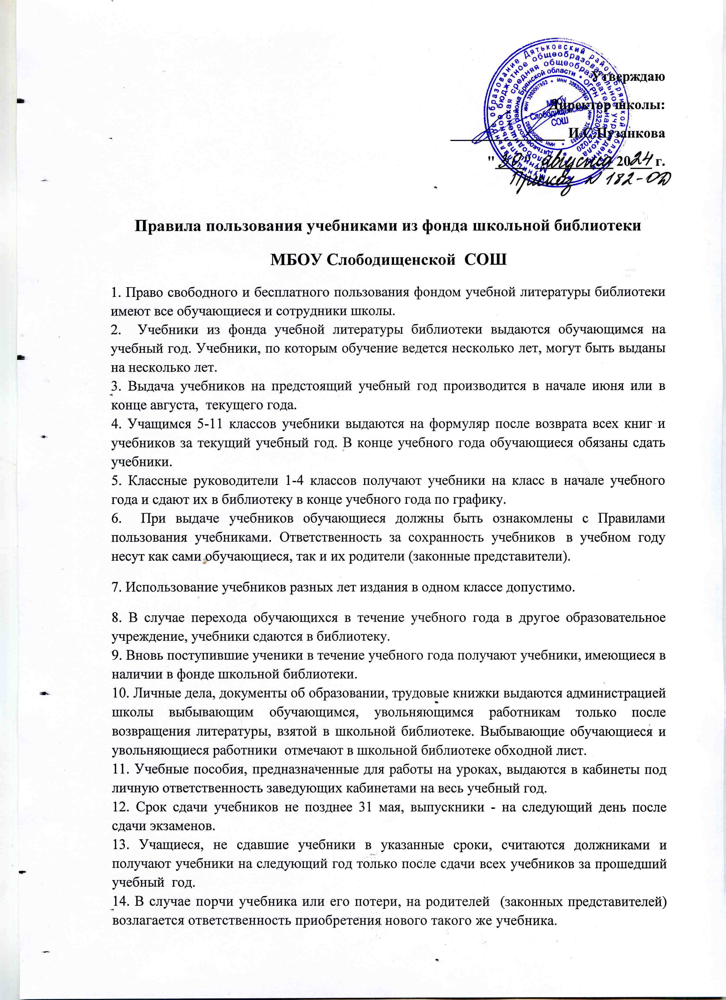 Утверждаю
Директор школы:
И.С.Пузанкова
"30" августа 2024 г.
Приказ N 182-ОД
Муниципальное образование Дятьковский район Брянской области
Муниципальное бюджетное общеобразовательное учреждение
Слободищенская средняя общеобразовательная школа
Дятьковского района Брянской области * ОГРН
ИНН 3202007893 * ИНН 3202007893 * ИНН 3202007893
МБОУ
Слободищенская
СОШ
Правила пользования учебниками из фонда школьной библиотеки
МБОУ Слободищенской СОШ
1. Право свободного и бесплатного пользования фондом учебной литературы библиотеки
имеют все обучающиеся и сотрудники школы.
2. Учебники из фонда учебной литературы библиотеки выдаются обучающимся на
учебный год. Учебники, по которым обучение ведется несколько лет, могут быть выданы
на несколько лет.
3. Выдача учебников на предстоящий учебный год производится в начале июня или в
конце августа, текущего года.
4. Учащимся 5-11 классов учебники выдаются на формуляр после возврата всех книг и
учебников за текущий учебный год. В конце учебного года обучающиеся обязаны сдать
учебники.
5. Классные руководители 1-4 классов получают учебники на класс в начале учебного
года и сдают их в библиотеку в конце учебного года по графику.
6. При выдаче учебников обучающиеся должны быть ознакомлены с Правилами
пользования учебниками. Ответственность за сохранность учебников в учебном году
несут как сами обучающиеся, так и их родители (законные представители).
7. Использование учебников разных лет издания в одном классе допустимо.
8. В случае перехода обучающихся в течение учебного года в другое образовательное
учреждение, учебники сдаются в библиотеку.
9. Вновь поступившие ученики в течение учебного года получают учебники, имеющиеся в
наличии в фонде школьной библиотеки.
10. Личные дела, документы об образовании, трудовые книжки выдаются администрацией
школы выбывающим обучающимся, увольняющимся работникам только после
возвращения литературы, взятой в школьной библиотеке. Выбывающие обучающиеся и
увольняющиеся работники отмечают в школьной библиотеке обходной лист.
11. Учебные пособия, предназначенные для работы на уроках, выдаются в кабинеты под
личную ответственность заведующих кабинетами на весь учебный год.
12. Срок сдачи учебников не позднее 31 мая, выпускники - на следующий день после
сдачи экзаменов.
13. Учащиеся, не сдавшие учебники в указанные сроки, считаются должниками и
получают учебники на следующий год только после сдачи всех учебников за прошедший
учебный год.
14. В случае порчи учебника или его потери, на родителей (законных представителей)
возлагается ответственность приобретения нового такого же учебника.